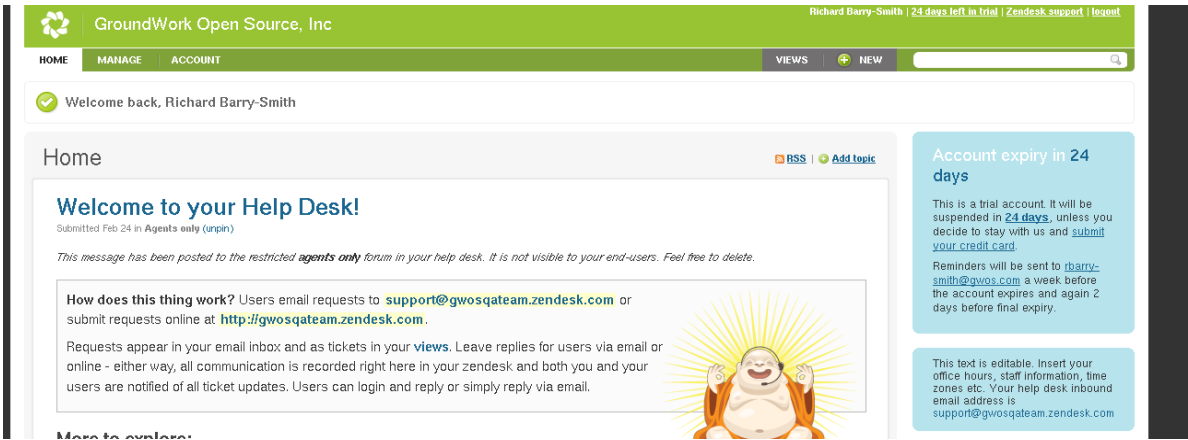 GroundWork Open Source, Inc
Richard Barry-Smith | 24 days left in trial | Zendesk support | logout
HOME MANAGE ACCOUNT VIEWS NEW
Welcome back, Richard Barry-Smith
Home
RSS | Add topic
Welcome to your Help Desk!
Submitted Feb 24 in Agents only (unpin)
This message has been posted to the restricted agents only forum in your help desk. It is not visible to your end-users. Feel free to delete.
How does this thing work? Users email requests to support@gwosqateam.zendesk.com or
submit requests online at http://gwosqateam.zendesk.com.
Requests appear in your email inbox and as tickets in your views. Leave replies for users via email or
online - either way, all communication is recorded right here in your zendesk and both you and your
users are notified of all ticket updates. Users can login and reply or simply reply via email.
More to explore:
Account expiry in 24
days
This is a trial account. It will be
suspended in 24 days, unless you
decide to stay with us and submit
your credit card.
Reminders will be sent to rbarry-
smith@gwos.com a week before
the account expires and again 2
days before final expiry.
This text is editable. Insert your
office hours, staff information, time
zones etc. Your help desk inbound
email address is
support@gwosqateam.zendesk.com